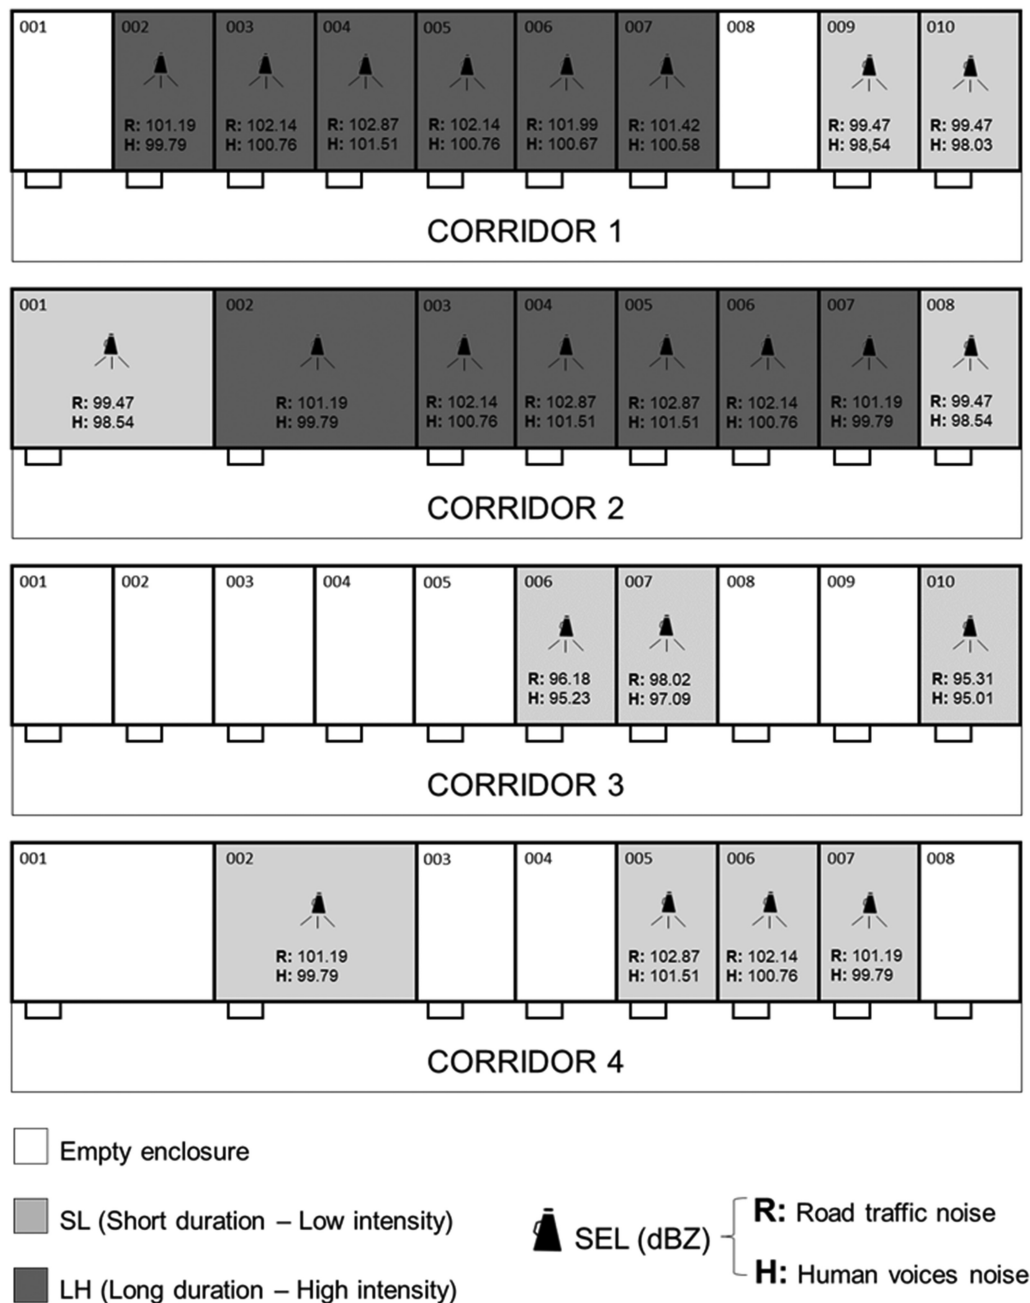 001 002 003 004 005 006 007 008 009 010
R: 101.19 R: 102.14 R: 102.87 R: 102.14 R: 101.99 R: 101.42 R: 99.47 R: 99.47
H: 99.79 H: 100.76 H: 101.51 H: 100.76 H: 100.67 H: 100.58 H: 98,54 H: 98.03
CORRIDOR 1
001 002 003 004 005 006 007 008
R: 99.47 R: 101.19 R: 102.14 R: 102.87 R: 102.87 R: 102.14 R: 101.19 R: 99.47
H: 98.54 H: 99.79 H: 100.76 H: 101.51 H: 101.51 H: 100.76 H: 99.79 H: 98.54
CORRIDOR 2
001 002 003 004 005 006 007 008 009 010
R: 96.18 R: 98.02 R: 95.31
H: 95.23 H: 97.09 H: 95.01
CORRIDOR 3
001 002 003 004 005 006 007 008
R: 101.19 R: 102.87 R: 102.14 R: 101.19
H: 99.79 H: 101.51 H: 100.76 H: 99.79
CORRIDOR 4
Empty enclosure
SL (Short duration – Low intensity)
LH (Long duration – High intensity)
SEL (dBZ)
R: Road traffic noise
H: Human voices noise